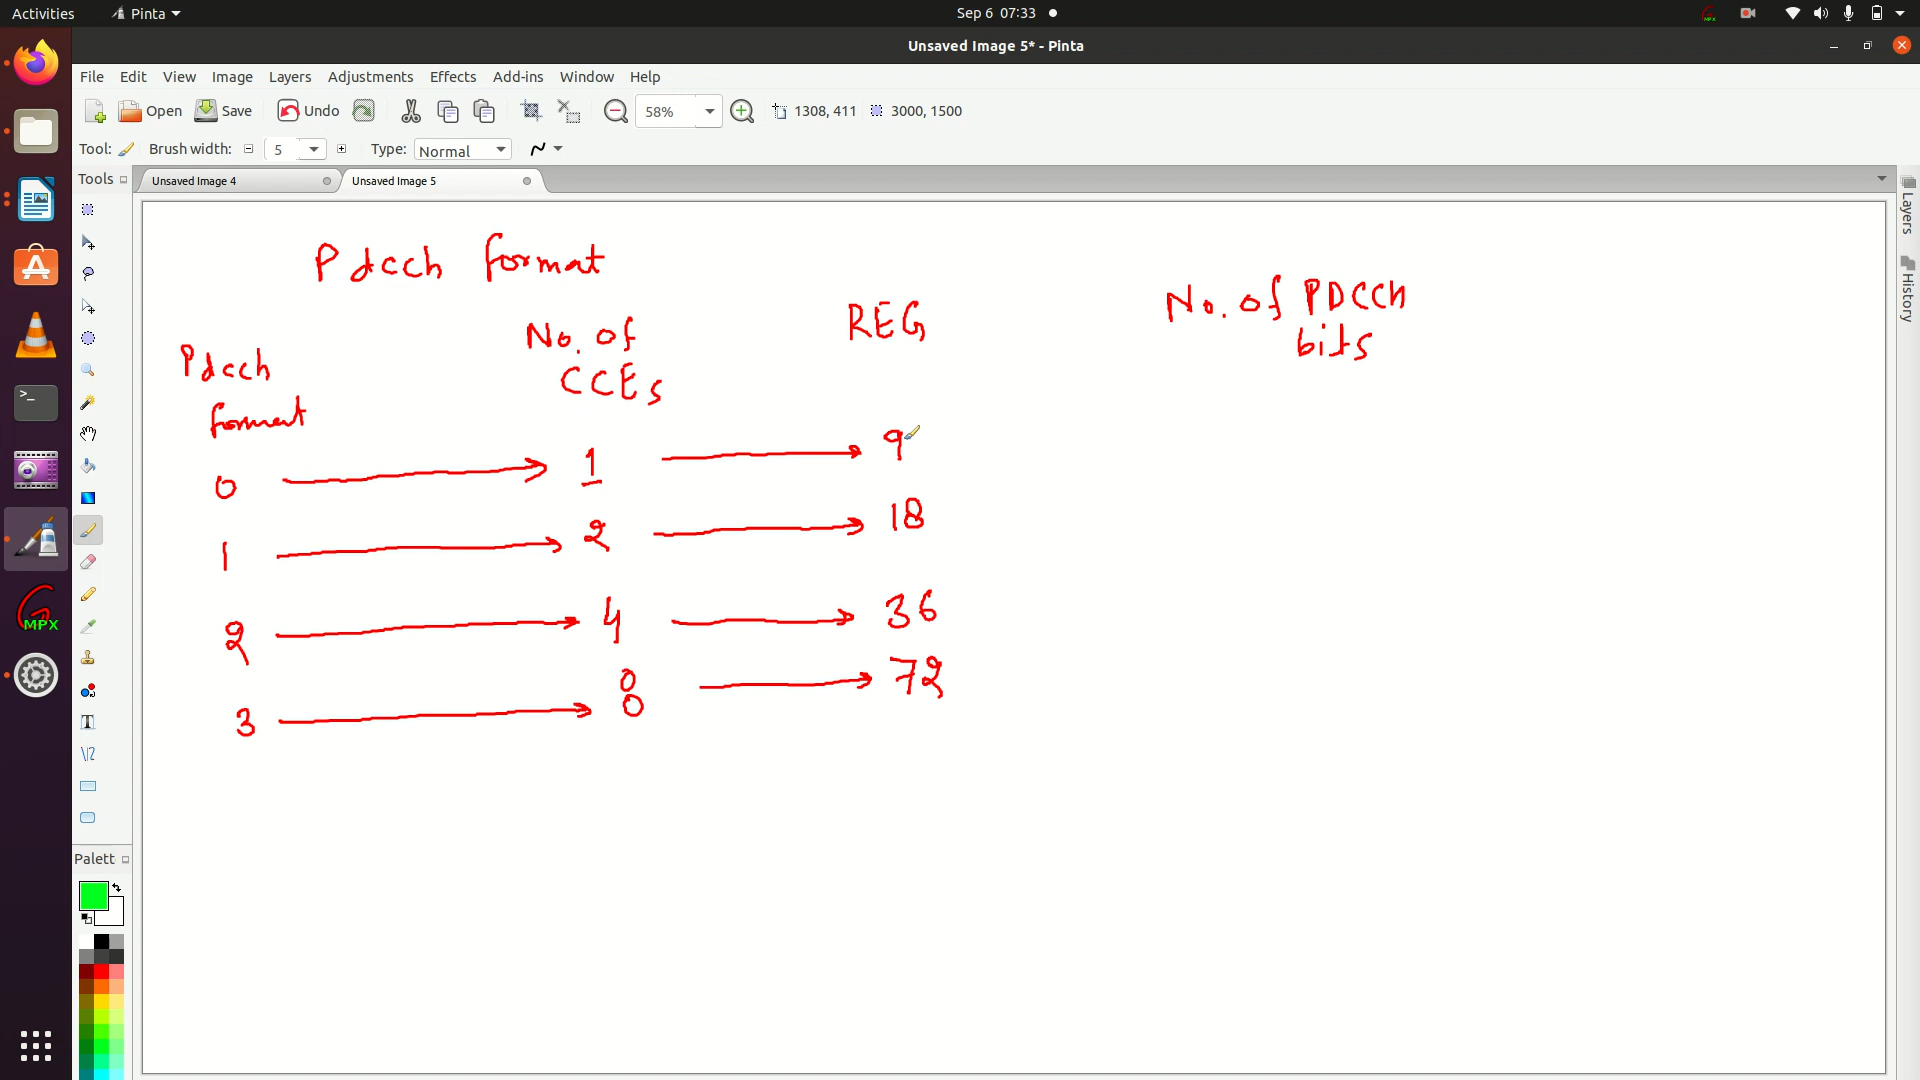 Activities Pinta Sep 6 07:33
Unsaved Image 5* - Pinta
File Edit View Image Layers Adjustments Effects Add-ins Window Help
Open Save Undo 58% 1308, 411 3000, 1500
Tool: Brush width: 5 Type: Normal
Tools Unsaved Image 4 Unsaved Image 5
Layers
History
Pdcch format
Pdcch
format
No. of
CCEs
REG
No. of PDCCH
bits
0 1 9
1 2 18
2 4 36
3 8 72
MPX
Palett